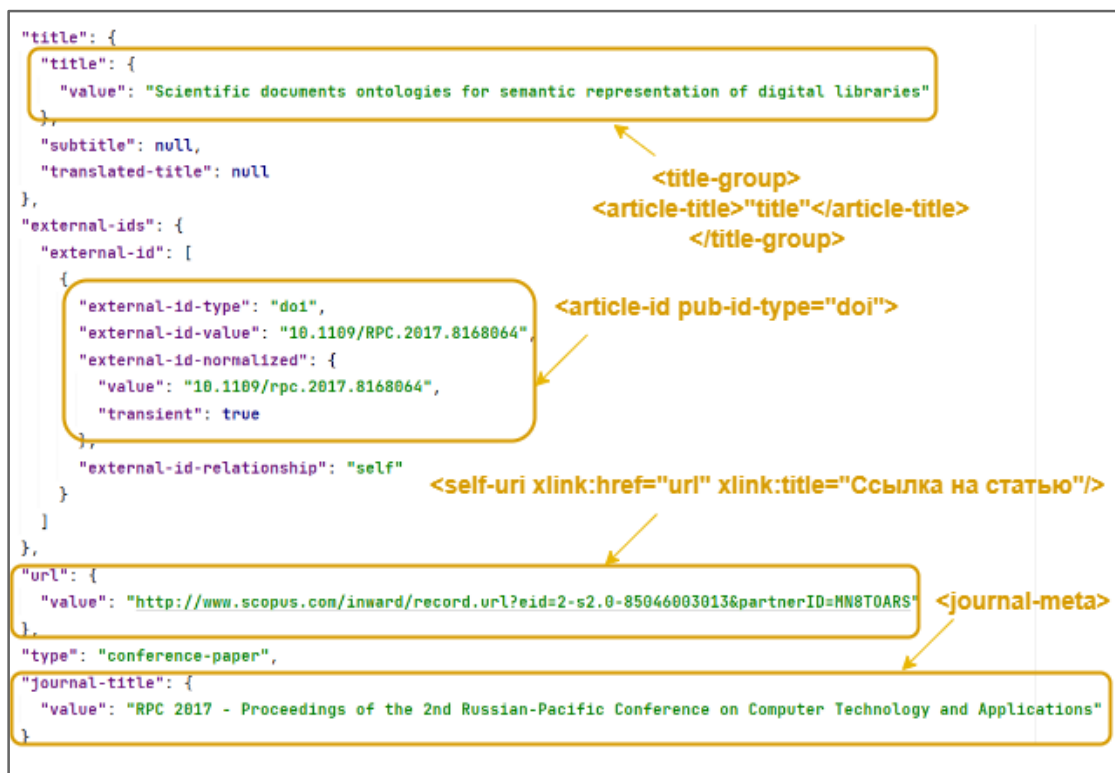 "title": {
"title": {
"value": "Scientific documents ontologies for semantic representation of digital libraries"
},
"subtitle": null,
"translated-title": null
<title-group>
<article-title>"title"</article-title>
</title-group>
},
"external-ids": {
"external-id": [
{
"external-id-type": "doi",
<article-id pub-id-type="doi">
"external-id-value": "10.1109/RPC.2017.8168064",
"external-id-normalized": {
"value": "10.1109/rpc.2017.8168064",
"transient": true
},
"external-id-relationship": "self"
<self-uri xlink:href="url" xlink:title="Ссылка на статью"/>
}
]
},
"url": {
"value": "http://www.scopus.com/inward/record.url?eid=2-s2.0-85046003013&partnerID=MN8TOARS"
<journal-meta>
},
"type": "conference-paper",
"journal-title": {
"value": "RPC 2017 - Proceedings of the 2nd Russian-Pacific Conference on Computer Technology and Applications"
}